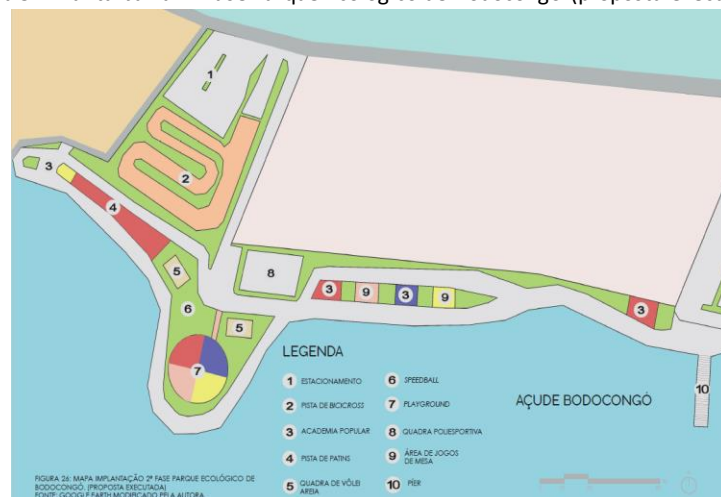 1
2
3
3
4
5
6
8
5
7
3
9
3
9
3
10
LEGENDA
1 ESTACIONAMENTO
2 PISTA DE BICICROSS
3 ACADEMIA POPULAR
4 PISTA DE PATINS
5 QUADRA DE VÔLEI
AREIA
6 SPEEDBALL
7 PLAYGROUND
8 QUADRA POLIESPORTIVA
9 ÁREA DE JOGOS
DE MESA
10 PÍER
AÇUDE BODOCONGÓ
FIGURA 26: MAPA IMPLANTAÇÃO 2ª FASE PARQUE ECOLÓGICO DE
BODOCONGÓ. (PROPOSTA EXECUTADA)
FONTE: GOOGLE EARTH MODIFICADO PELA AUTORA